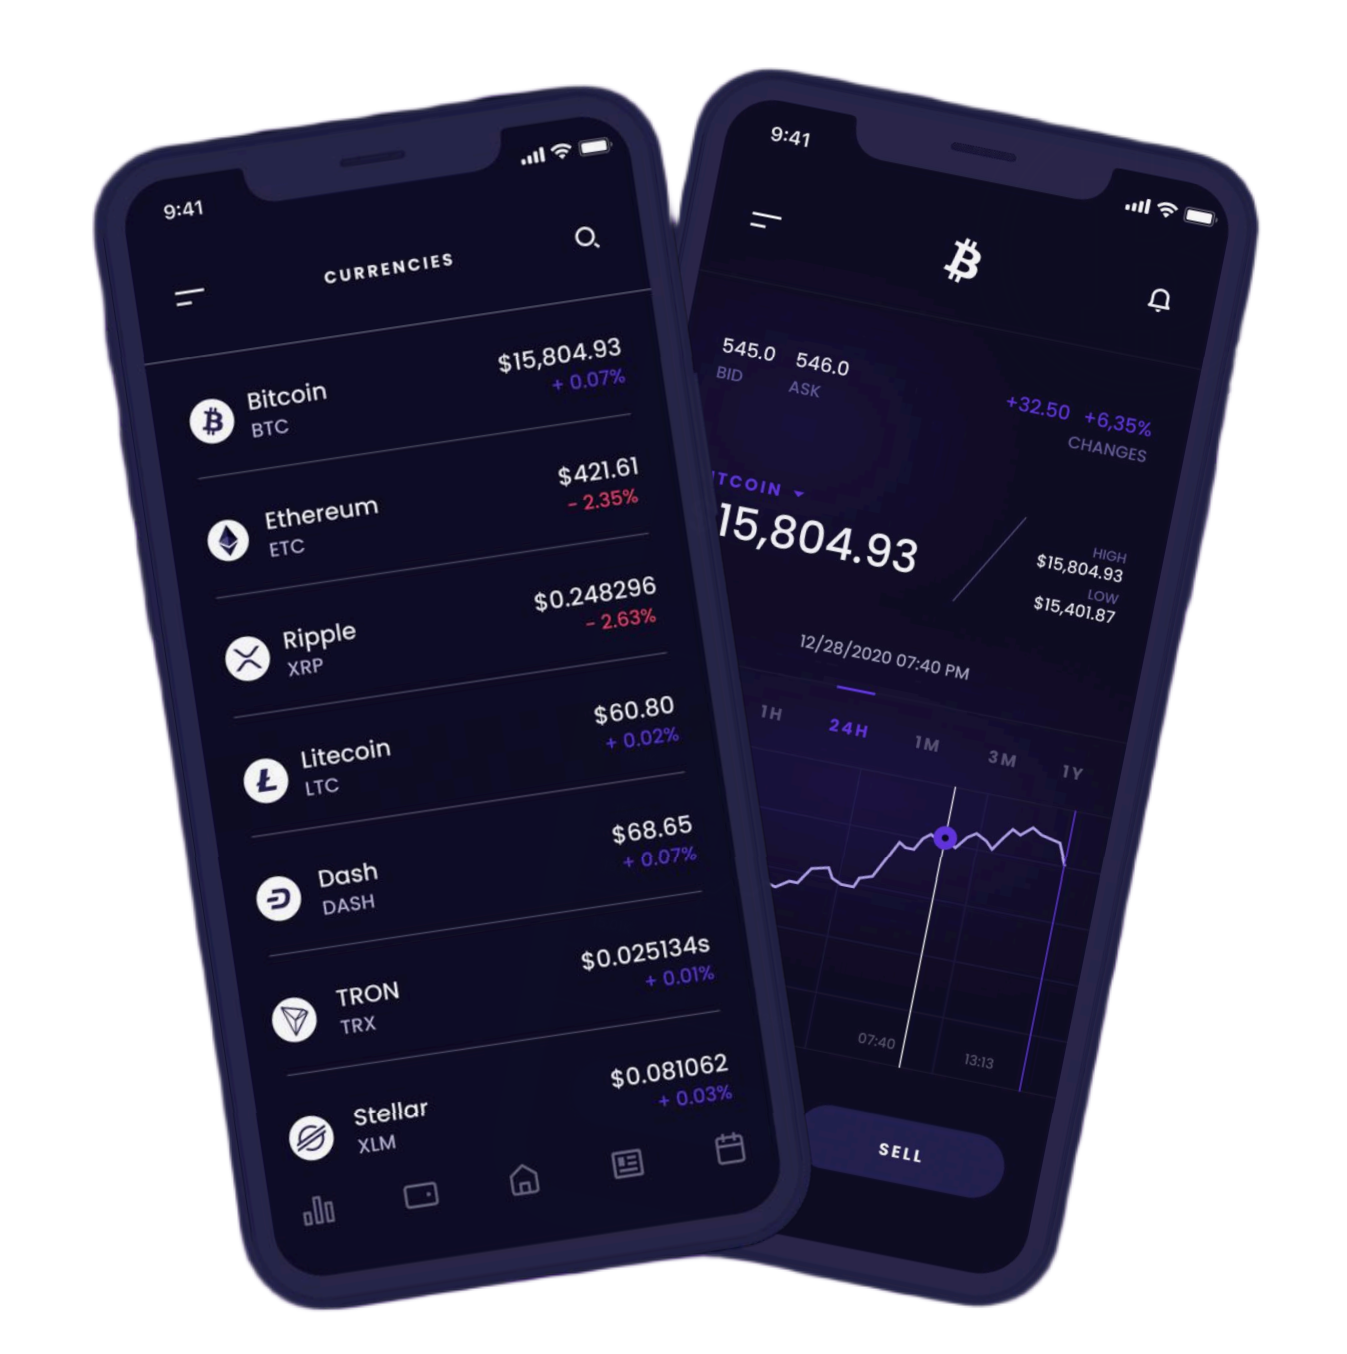 9:41
CURRENCIES
Bitcoin
BTC
$15,804.93
+ 0.07%
Ethereum
ETC
$421.61
- 2.35%
Ripple
XRP
$0.248296
- 2.63%
Litecoin
LTC
$60.80
+ 0.02%
Dash
DASH
$68.65
+ 0.07%
TRON
TRX
$0.025134s
+ 0.01%
Stellar
XLM
$0.081062
+ 0.03%
9:41
545.0 546.0
BID ASK
+32.50 +6,35%
CHANGES
ITCOIN
15,804.93
HIGH
$15,804.93
LOW
$15,401.87
12/28/2020 07:40 PM
1H 24H 1M 3M 1Y
07:40 13:13
SELL